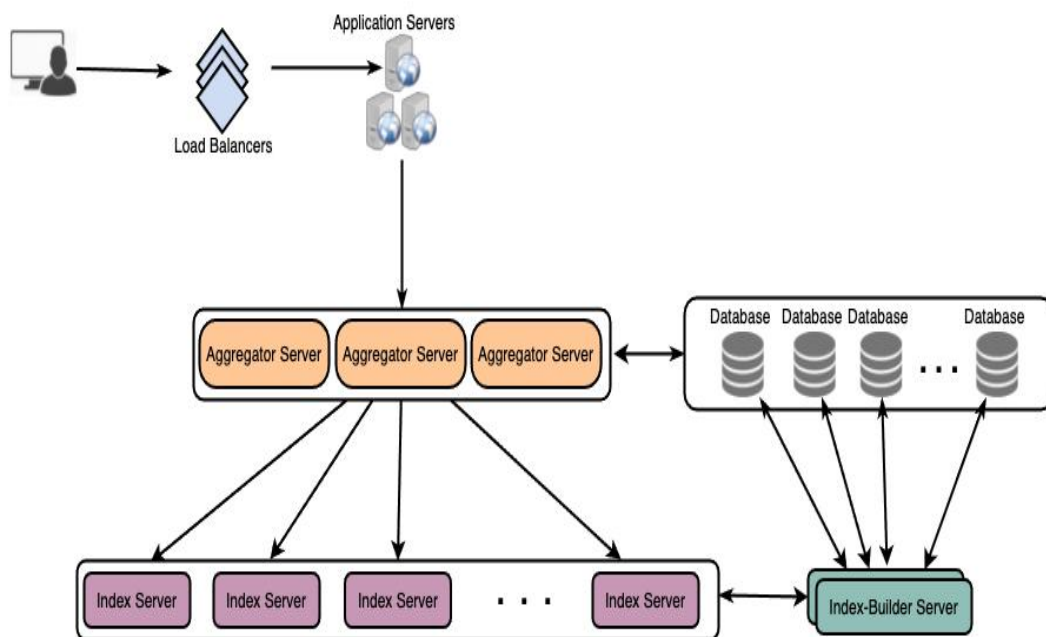 Application Servers
Load Balancers
Aggregator Server
Aggregator Server
Aggregator Server
Database
Database
Database
Database
Index Server
Index Server
Index Server
Index Server
Index-Builder Server